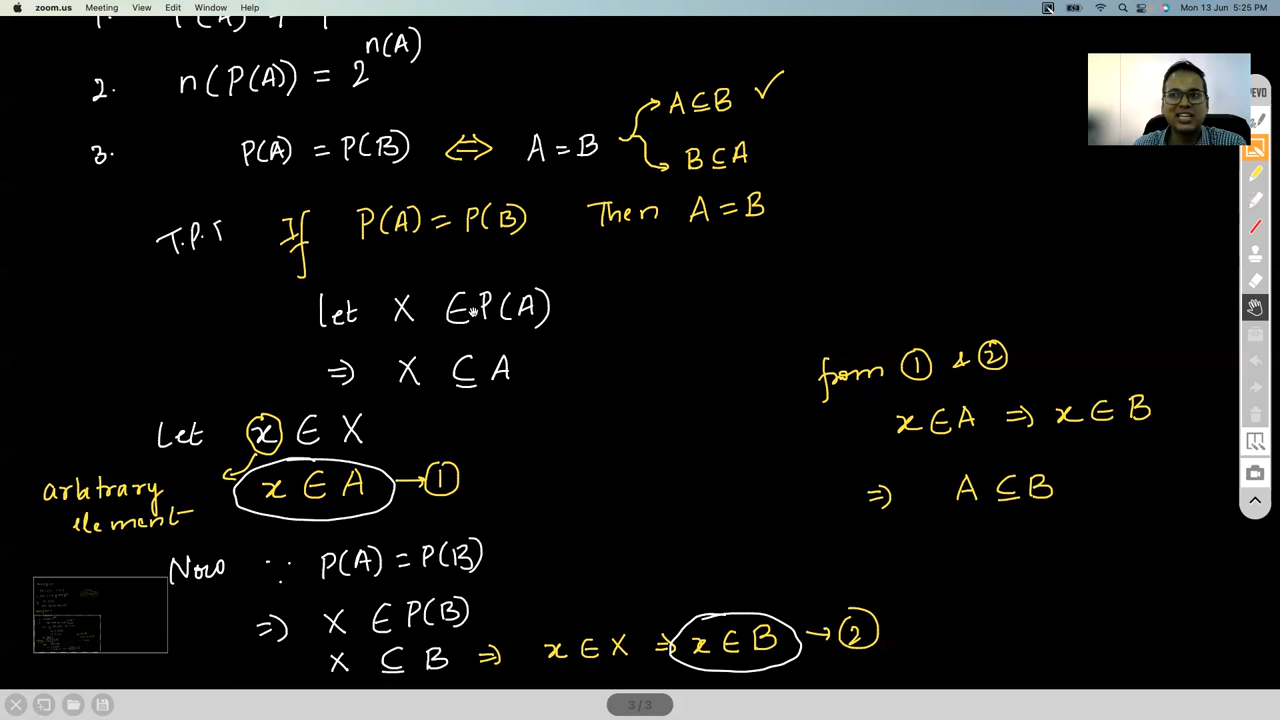 zoom.us Meeting View Edit Window Help Mon 13 Jun 5:25 PM
2. n(P(A)) = 2^n(A)
3. P(A) = P(B) ⇔ A = B → A ⊆ B ✓
→ B ⊆ A
T.P.T If P(A) = P(B) Then A = B
let X ∈ P(A)
⇒ X ⊆ A
Let x ∈ X
arbitrary element
x ∈ A → ①
Now ∵ P(A) = P(B)
⇒ X ∈ P(B)
X ⊆ B ⇒ x ∈ X ⇒ x ∈ B → ②
from ① & ②
x ∈ A ⇒ x ∈ B
⇒ A ⊆ B
3 / 3